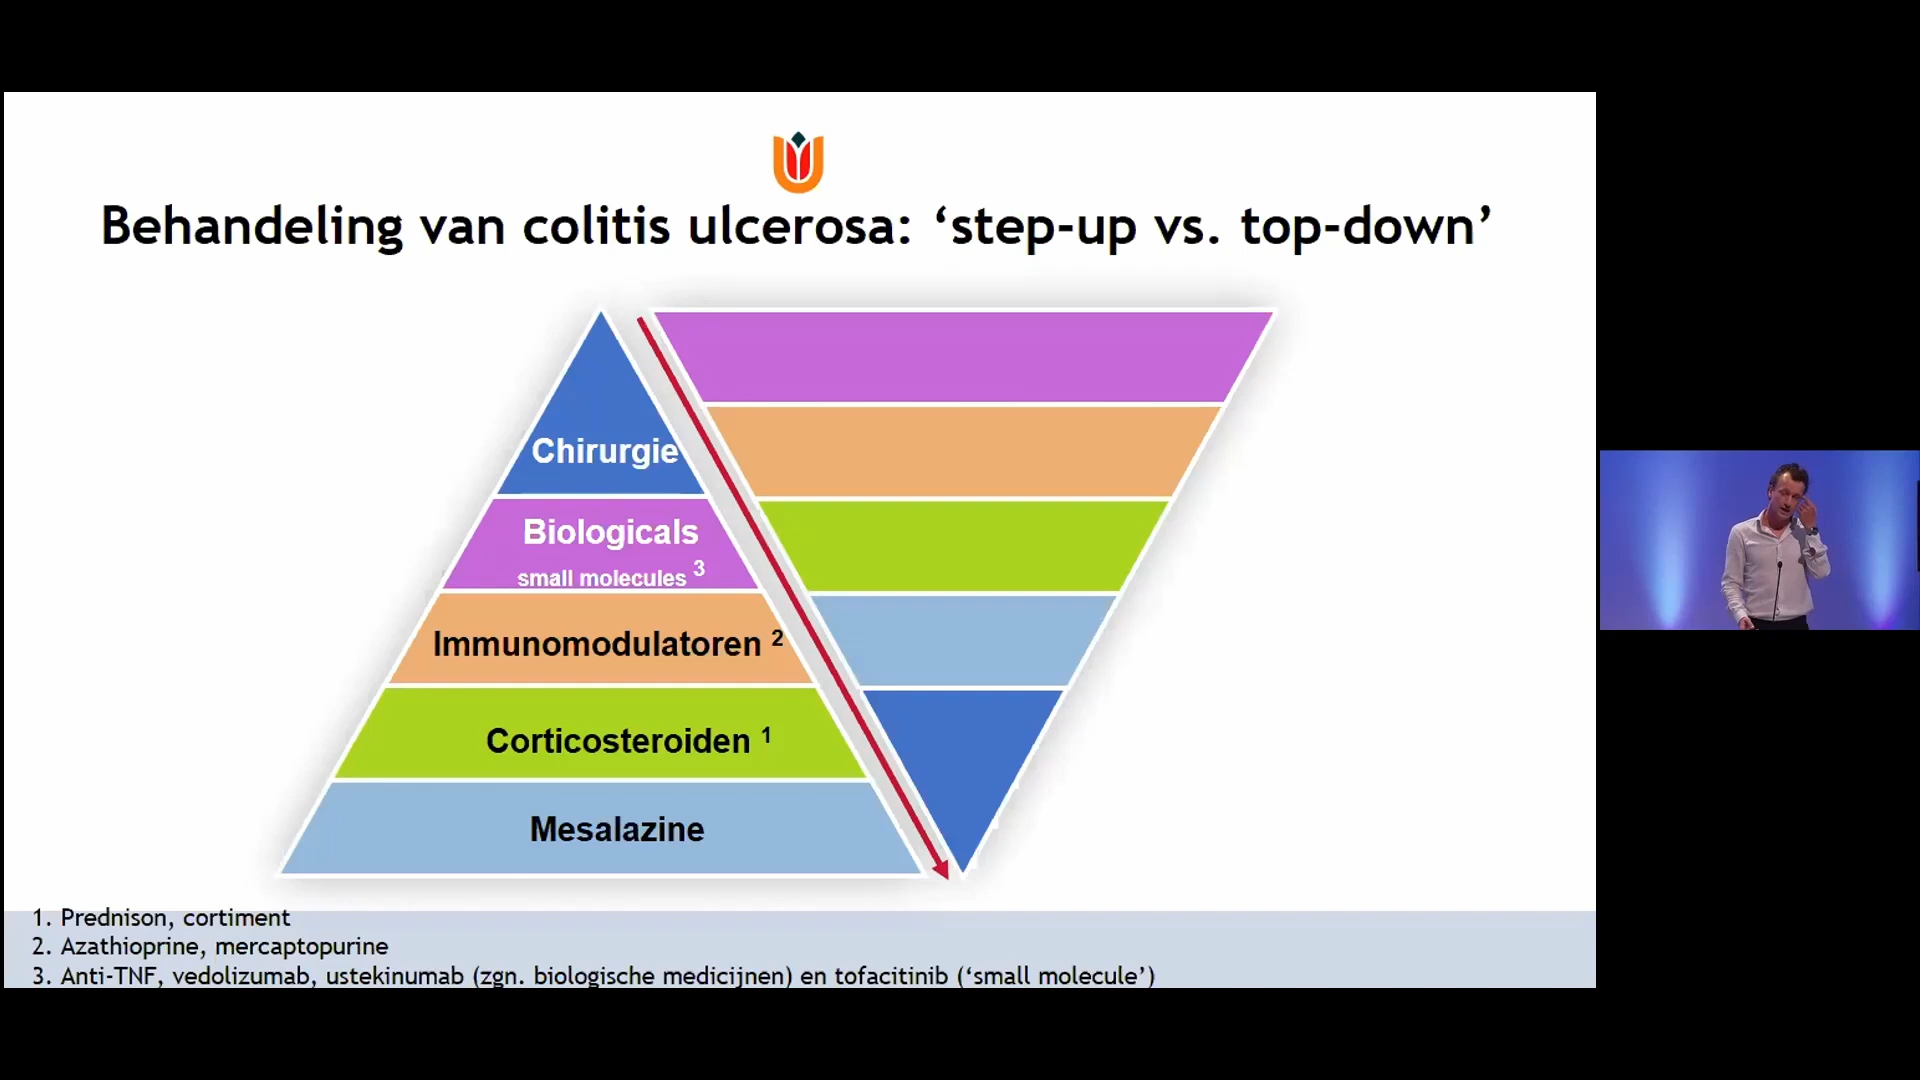 Behandeling van colitis ulcerosa: ‘step-up vs. top-down’
Chirurgie
Biologicals
small molecules 3
Immunomodulatoren 2
Corticosteroiden 1
Mesalazine
1. Prednison, cortiment
2. Azathioprine, mercaptopurine
3. Anti-TNF, vedolizumab, ustekinumab (zgn. biologische medicijnen) en tofacitinib (‘small molecule’)